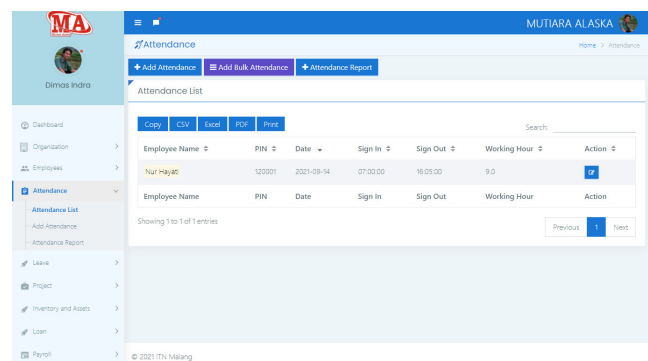 MA
MUTIARA ALASKA
Dimas Indra
Dashboard
Organization
Employees
Attendance
Attendance List
Add Attendance
Attendance Report
Leave
Project
Inventory and Assets
Loan
Payroll
Attendance
Home > Attendance
+ Add Attendance
Add Bulk Attendance
+ Attendance Report
Attendance List
Copy CSV Excel PDF Print
Search:
Employee Name PIN Date Sign In Sign Out Working Hour Action
Nur Hayati 120001 2021-09-14 07:00:00 16:05:00 9.0
Employee Name PIN Date Sign In Sign Out Working Hour Action
Showing 1 to 1 of 1 entries
Previous 1 Next
© 2021 ITN Malang